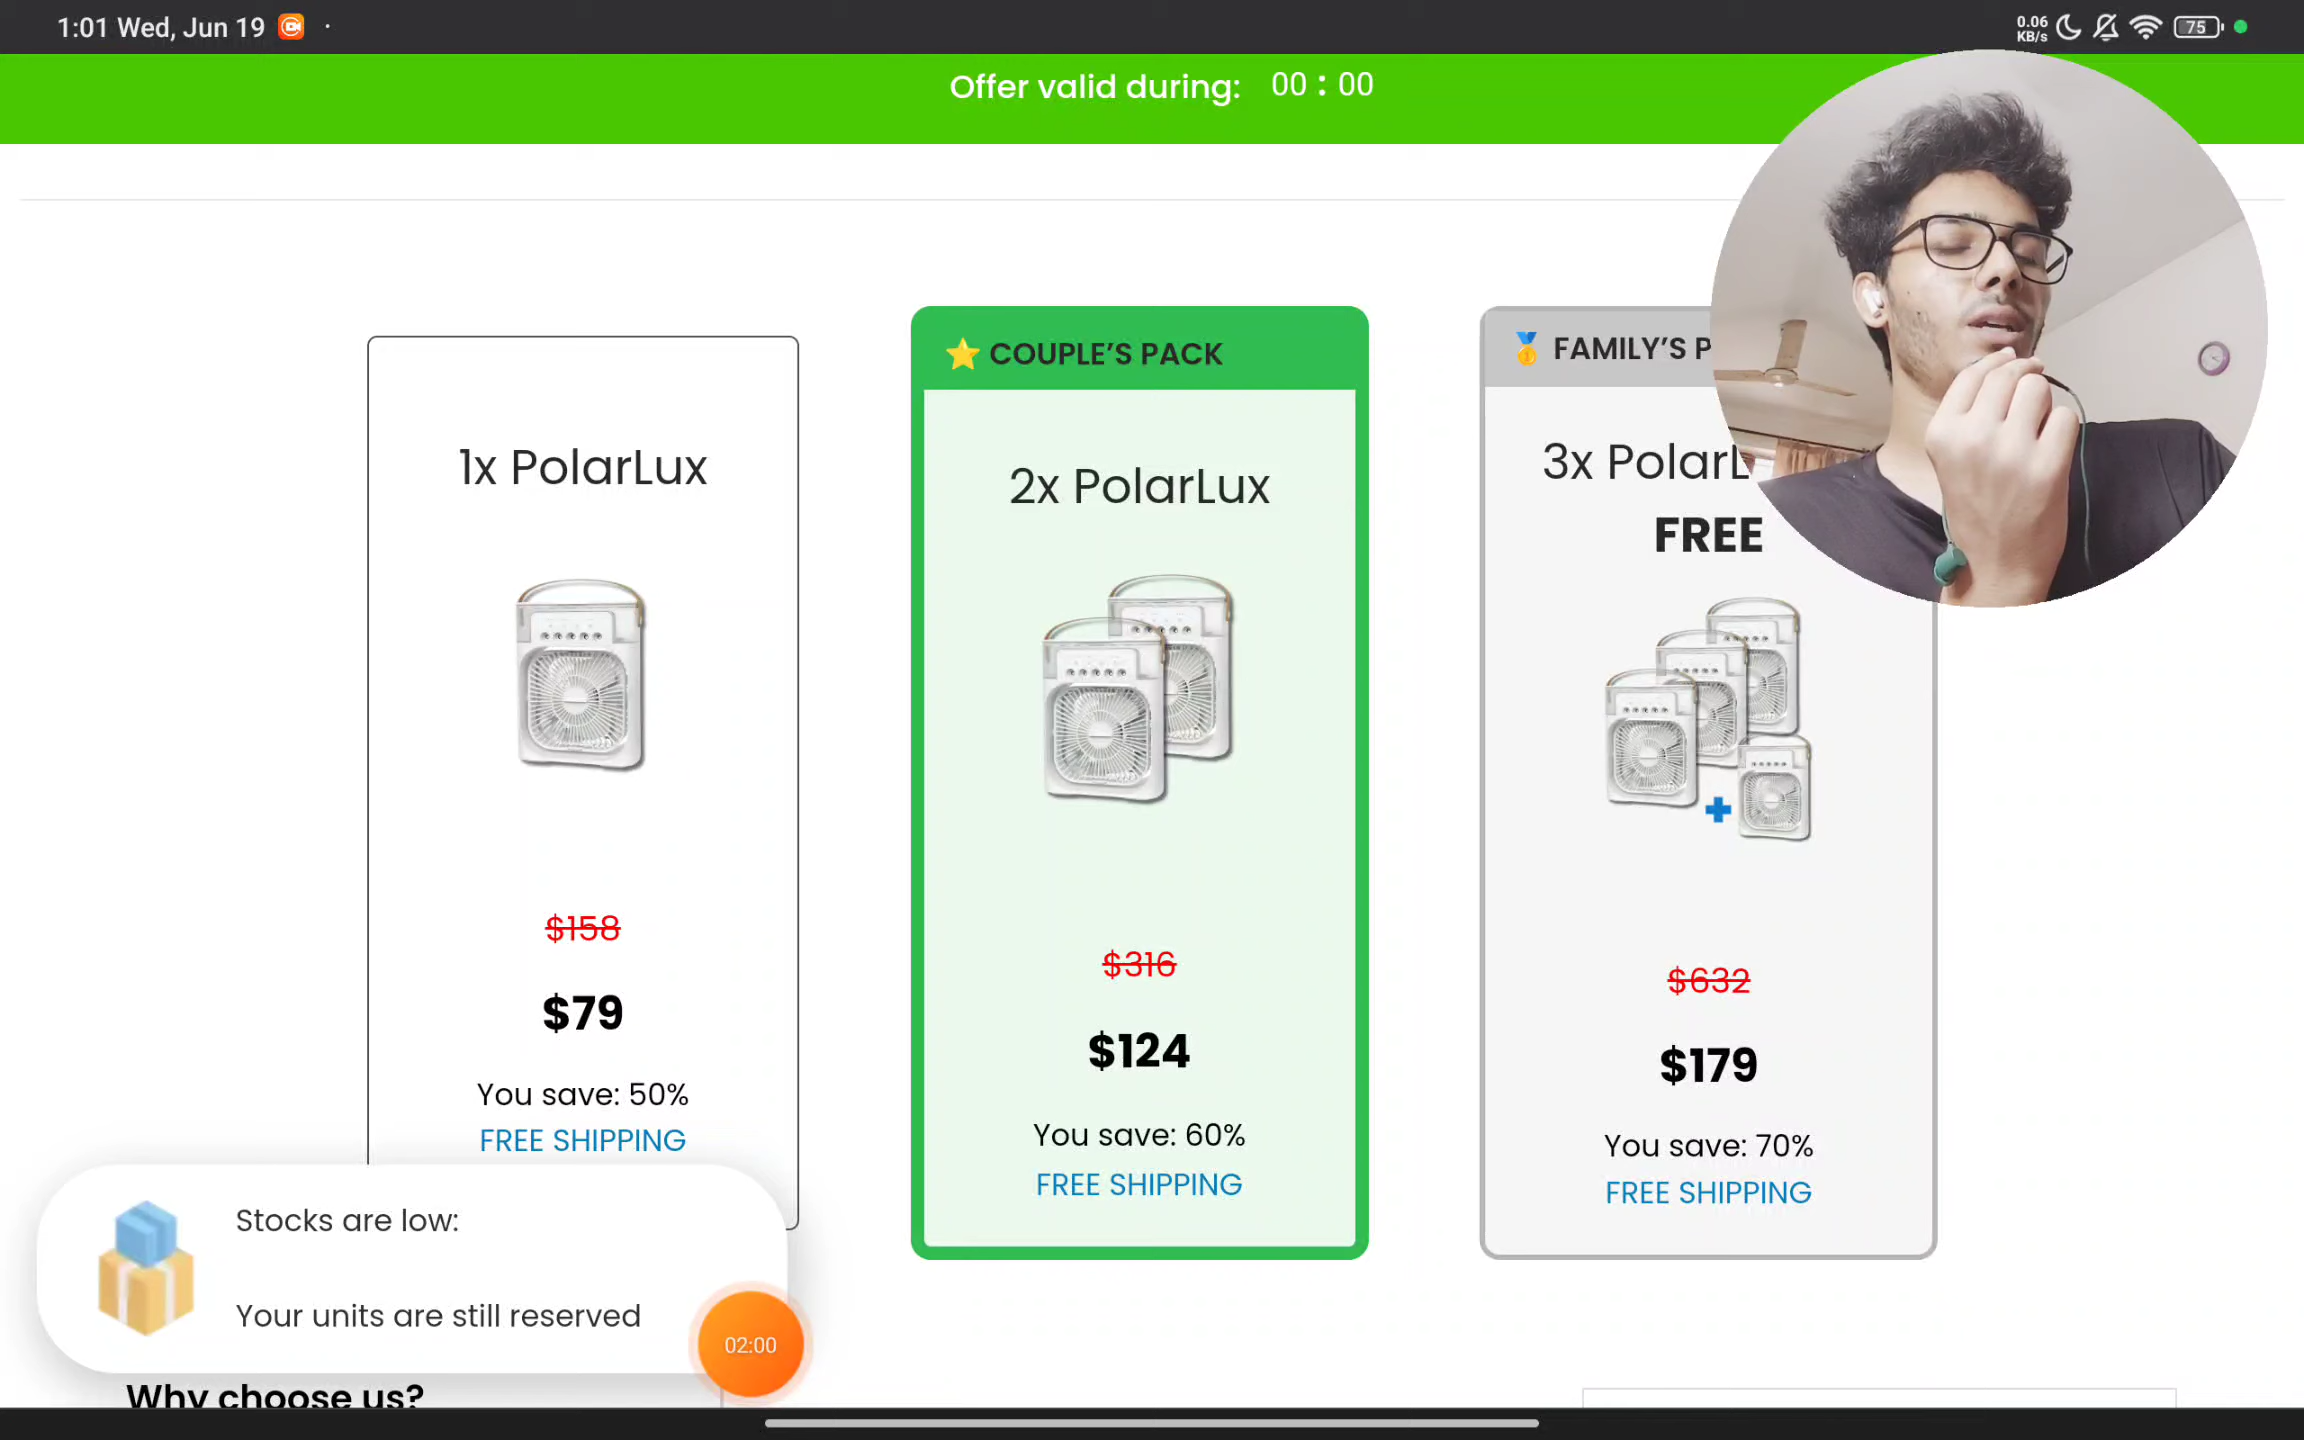 1:01 Wed, Jun 19
0.06
KB/s
75
Offer valid during: 00 : 00
1x PolarLux
$158
$79
You save: 50%
FREE SHIPPING
⭐ COUPLE’S PACK
2x PolarLux
$316
$124
You save: 60%
FREE SHIPPING
🥇 FAMILY’S P
3x PolarL
FREE
$632
$179
You save: 70%
FREE SHIPPING
Stocks are low:
Your units are still reserved
02:00
Why choose us?